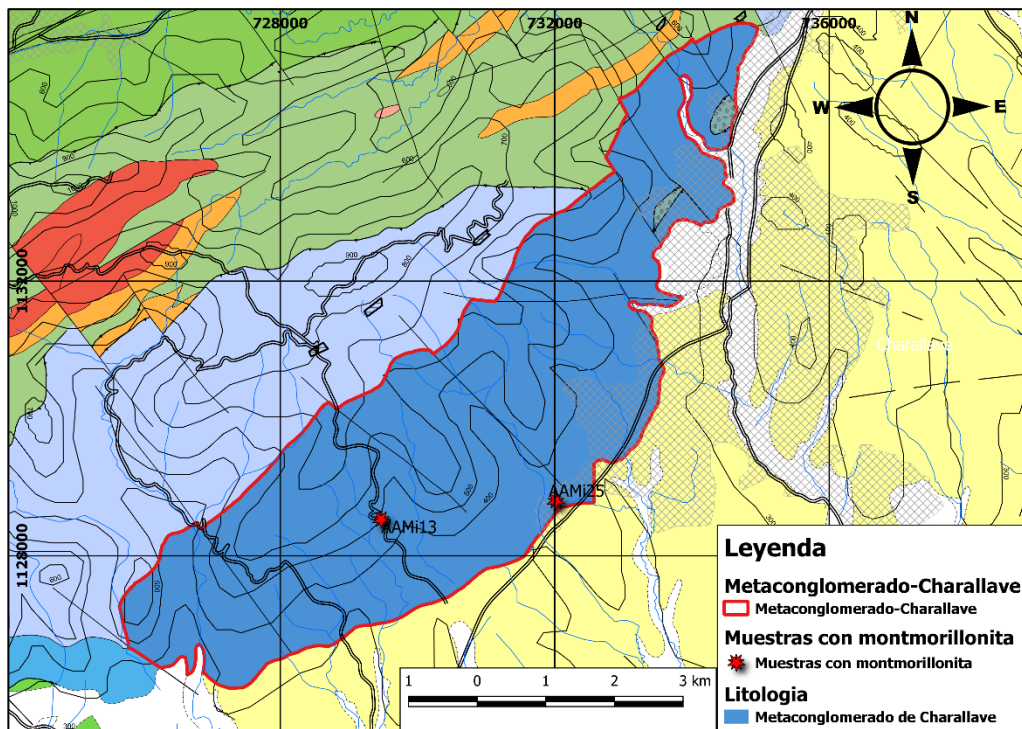 728000
732000
736000
N
W
E
S
1132000
Charallave
AAMi25
AAMi13
1128000
Leyenda
Metaconglomerado-Charallave
Metaconglomerado-Charallave
Muestras con montmorillonita
Muestras con montmorillonita
Litologia
Metaconglomerado de Charallave
1 0 1 2 3 km